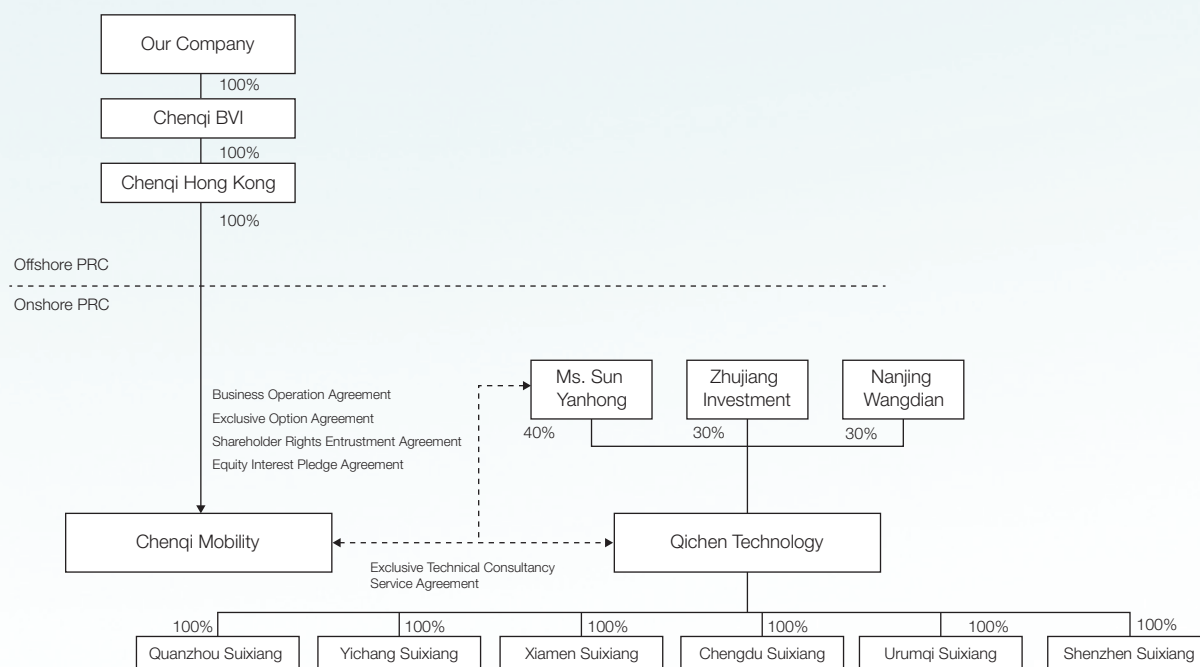 Our Company
100%
Chenqi BVI
100%
Chenqi Hong Kong
100%
Offshore PRC
Onshore PRC
Business Operation Agreement
Exclusive Option Agreement
Shareholder Rights Entrustment Agreement
Equity Interest Pledge Agreement
Ms. Sun
Yanhong
Zhujiang
Investment
Nanjing
Wangdian
40%
30%
30%
Chenqi Mobility
Qichen Technology
Exclusive Technical Consultancy
Service Agreement
100%
100%
100%
100%
100%
100%
Quanzhou Suixiang
Yichang Suixiang
Xiamen Suixiang
Chengdu Suixiang
Urumqi Suixiang
Shenzhen Suixiang